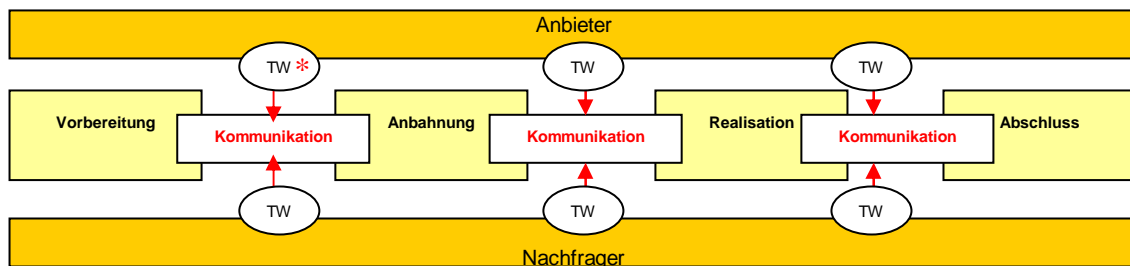 Anbieter
TW *
TW
TW
Vorbereitung
Kommunikation
Anbahnung
Kommunikation
Realisation
Kommunikation
Abschluss
TW
TW
TW
Nachfrager